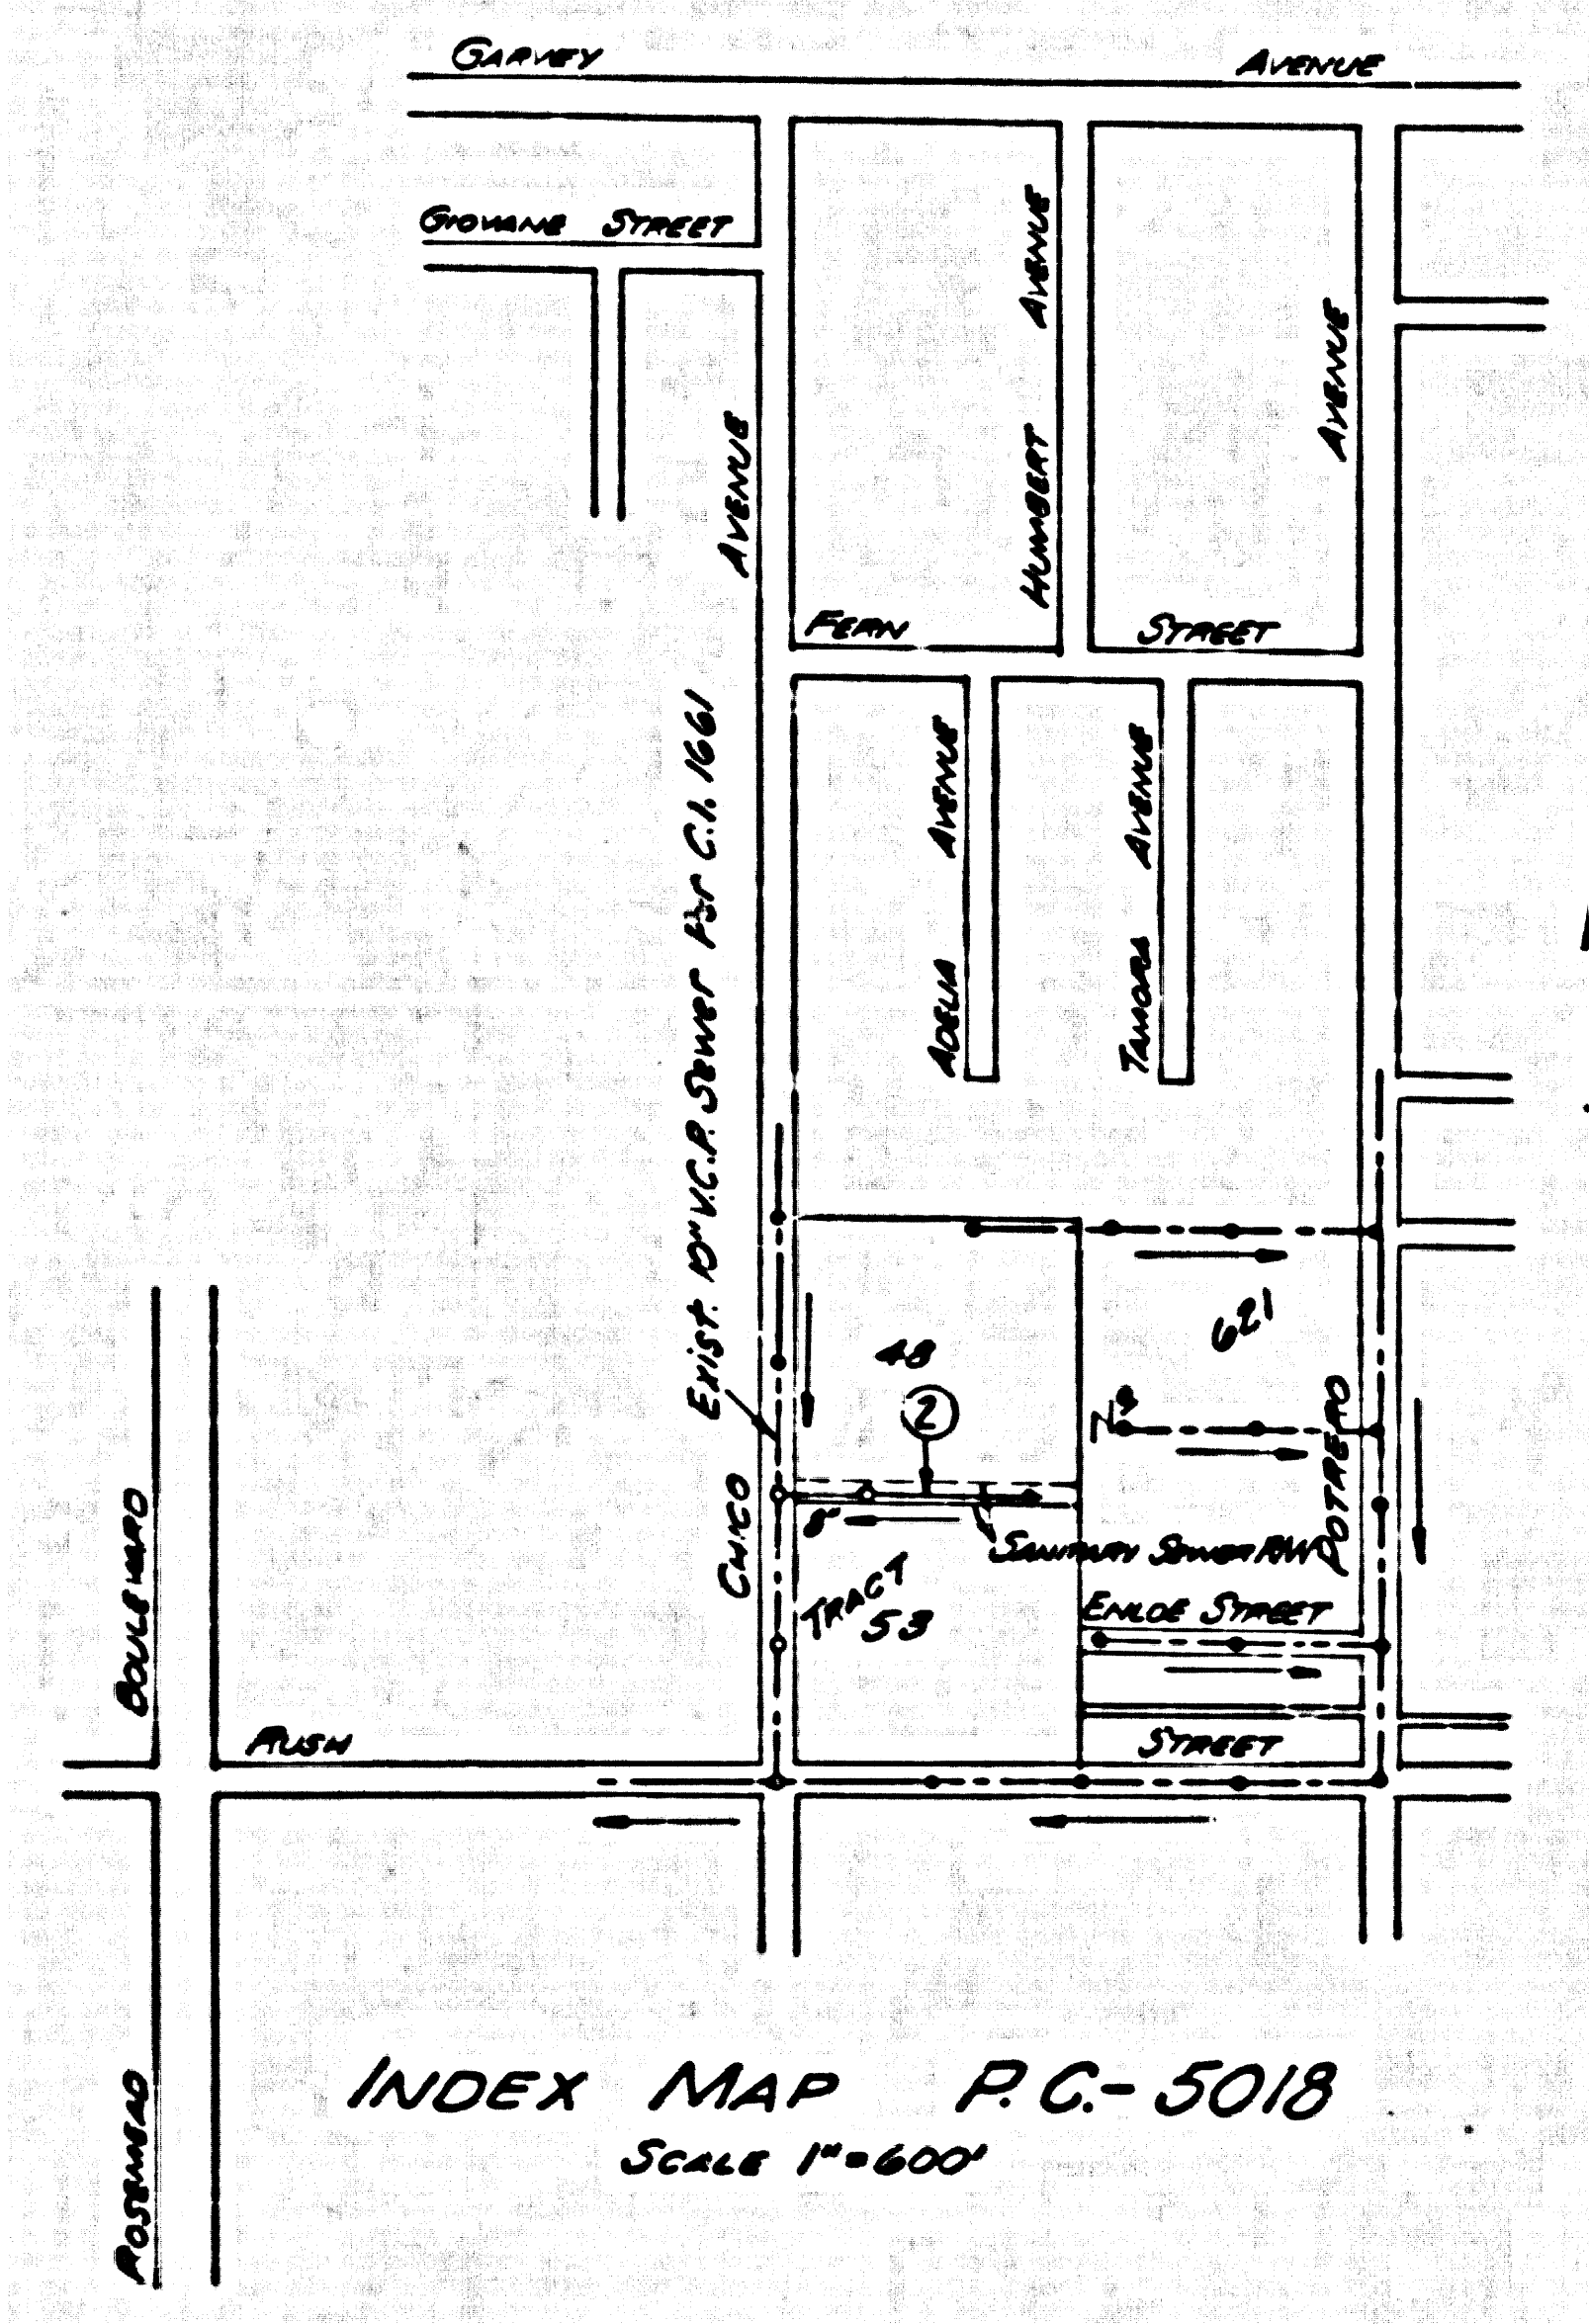 GARVEY AVENUE
GIOVANE STREET
AVENUE
HUMBERT AVENUE
AVENUE
FERN STREET
ADELIA AVENUE
TAMORA AVENUE
EXIST. 10" V.C.P. SEWER PER C.I. 1661
CHICO
48
2
621
8"
SANITARY SEWER R/W
POTRERO
TRACT
53
ENLOE STREET
BOULEVARD
RUSH STREET
ROSEMEAD
INDEX MAP P.C.-5018
SCALE 1"=600'